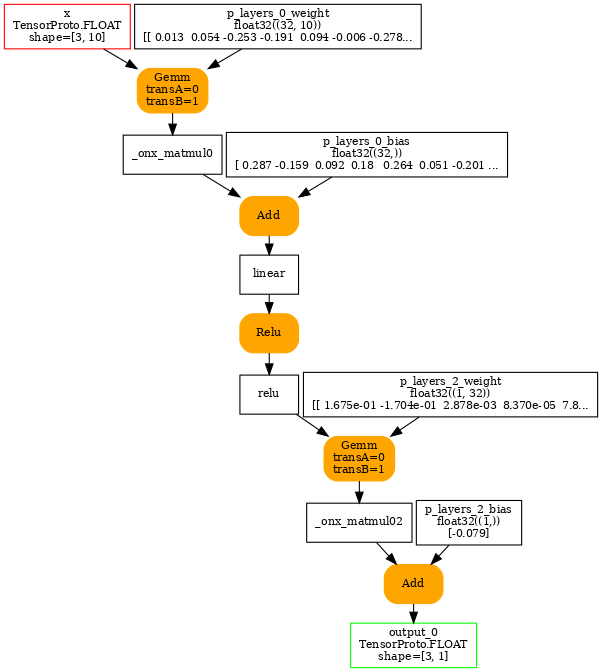 x
TensorProto.FLOAT
shape=[3, 10]
p_layers_0_weight
float32((32, 10))
[[ 0.013  0.054 -0.253 -0.191  0.094 -0.006 -0.278...
Gemm
transA=0
transB=1
_onx_matmul0
p_layers_0_bias
float32((32,))
[ 0.287 -0.159  0.092  0.18   0.264  0.051 -0.201 ...
Add
linear
Relu
relu
p_layers_2_weight
float32((1, 32))
[[ 1.675e-01 -1.704e-01  2.878e-03  8.370e-05  7.8...
Gemm
transA=0
transB=1
_onx_matmul02
p_layers_2_bias
float32((1,))
[-0.079]
Add
output_0
TensorProto.FLOAT
shape=[3, 1]